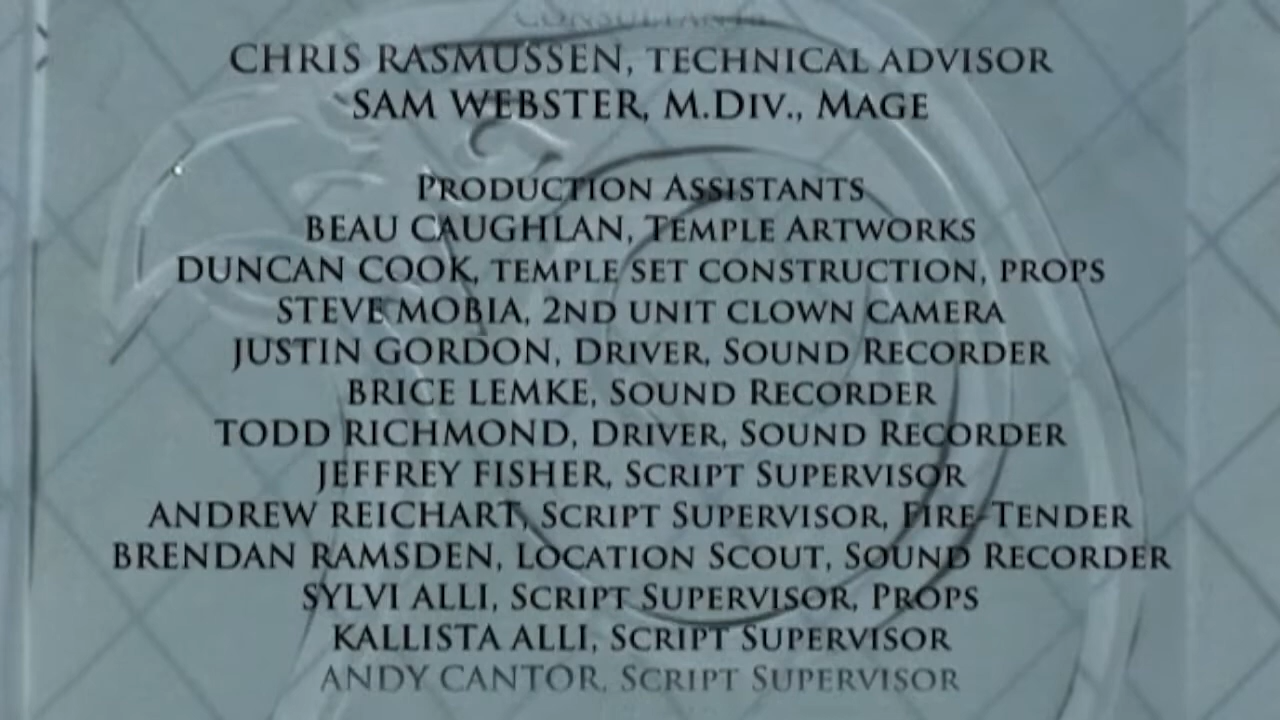 CONSULTANTS
CHRIS RASMUSSEN, TECHNICAL ADVISOR
SAM WEBSTER, M.DIV., MAGE
PRODUCTION ASSISTANTS
BEAU CAUGHLAN, TEMPLE ARTWORKS
DUNCAN COOK, TEMPLE SET CONSTRUCTION, PROPS
STEVE MOBIA, 2ND UNIT CLOWN CAMERA
JUSTIN GORDON, DRIVER, SOUND RECORDER
BRICE LEMKE, SOUND RECORDER
TODD RICHMOND, DRIVER, SOUND RECORDER
JEFFREY FISHER, SCRIPT SUPERVISOR
ANDREW REICHART, SCRIPT SUPERVISOR, FIRE-TENDER
BRENDAN RAMSDEN, LOCATION SCOUT, SOUND RECORDER
SYLVI ALLI, SCRIPT SUPERVISOR, PROPS
KALLISTA ALLI, SCRIPT SUPERVISOR
ANDY CANTOR, SCRIPT SUPERVISOR